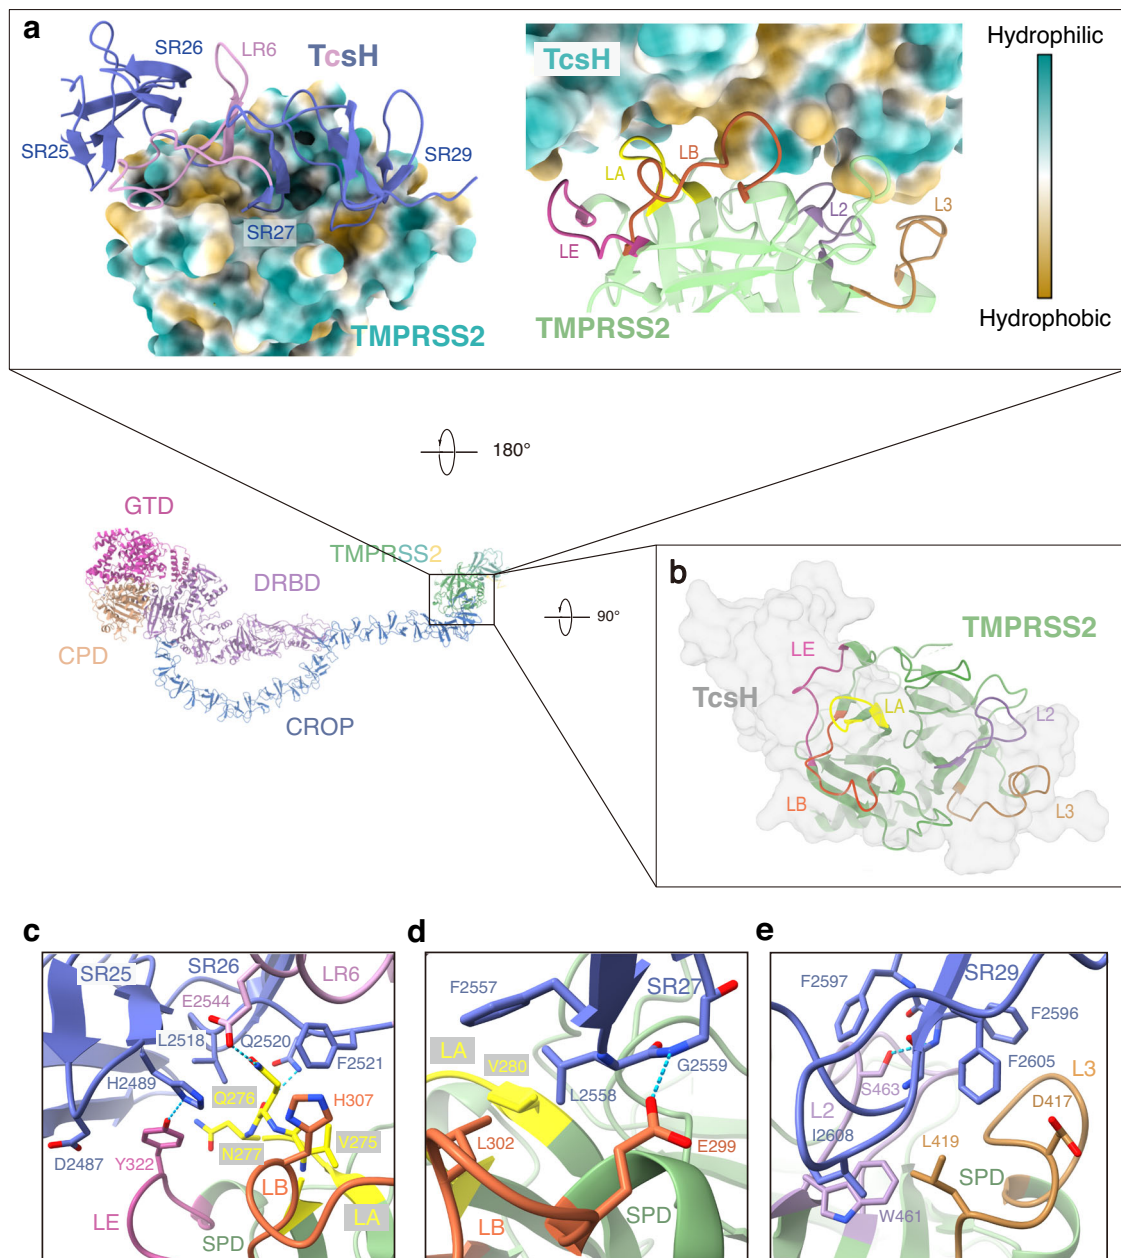 a
SR26
LR6
TcsH
SR25
SR29
SR27
TMPRSS2
TcsH
LA
LB
LE
L2
L3
TMPRSS2
Hydrophilic
Hydrophobic
180°
GTD
DRBD
CPD
CROP
TMPRSS2
90°
b
TMPRSS2
LE
TcsH
LA
L2
LB
L3
c
SR25
SR26
LR6
E2544
L2518
Q2520
F2521
H2489
Q276
H307
N277
V275
D2487
Y322
LB
LE
SPD
LA
d
F2557
SR27
LA
V280
G2559
L2558
L302
E299
LB
SPD
e
F2597
SR29
F2596
F2605
L3
S463
L2
D417
I2608
L419
SPD
W461